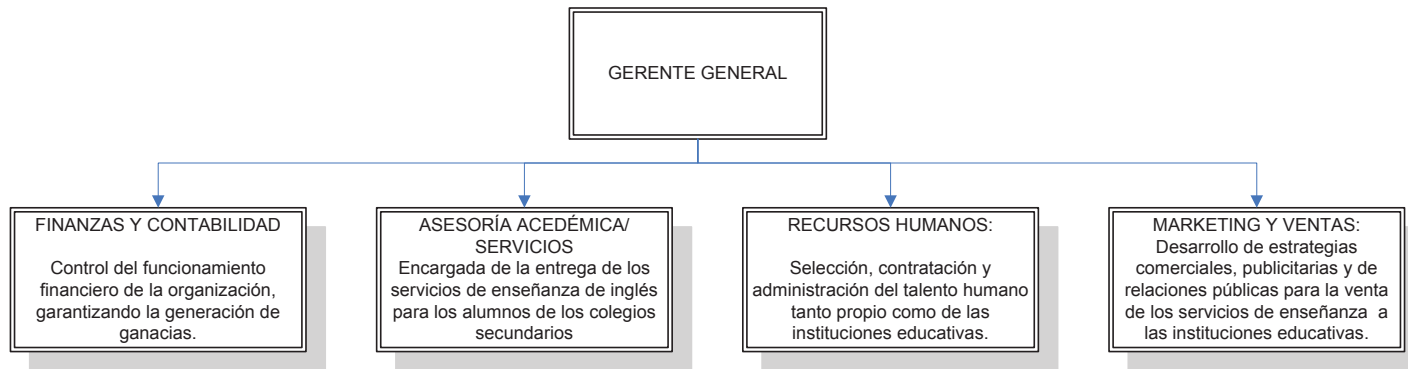 GERENTE GENERAL
FINANZAS Y CONTABILIDAD
Control del funcionamiento
financiero de la organización,
garantizando la generación de
ganacias.
ASESORÍA ACEDÉMICA/
SERVICIOS
Encargada de la entrega de los
servicios de enseñanza de inglés
para los alumnos de los colegios
secundarios
RECURSOS HUMANOS:
Selección, contratación y
administración del talento humano
tanto propio como de las
instituciones educativas.
MARKETING Y VENTAS:
Desarrollo de estrategias
comerciales, publicitarias y de
relaciones públicas para la venta
de los servicios de enseñanza a
las instituciones educativas.